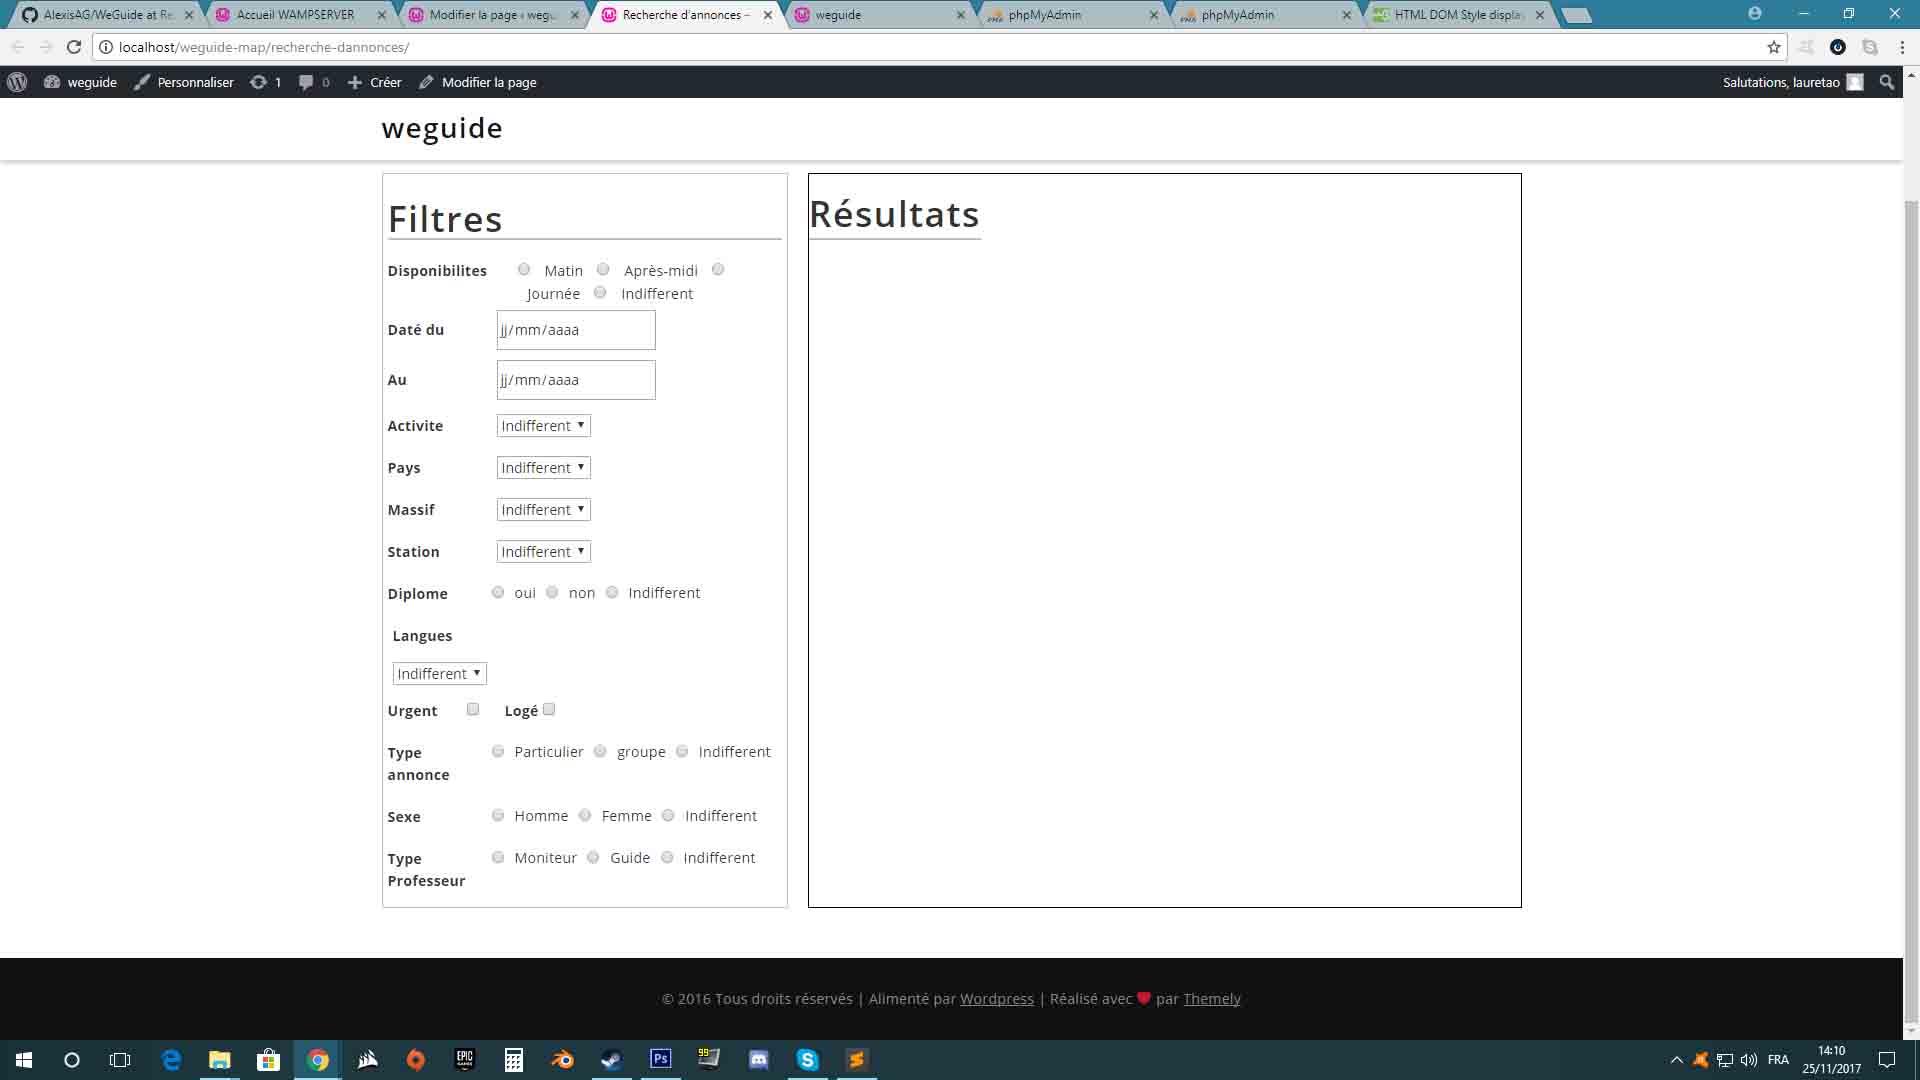 AlexisAG/WeGuide at Re
Accueil WAMPSERVER
Modifier la page ‹ wegu
Recherche d'annonces –
weguide
phpMyAdmin
phpMyAdmin
HTML DOM Style display
localhost/weguide-map/recherche-dannonces/
weguide
Personnaliser
1
0
Créer
Modifier la page
Salutations, lauretao
weguide
Filtres
Disponibilites Matin Après-midi
Journée Indifferent
Daté du jj/mm/aaaa
Au jj/mm/aaaa
Activite Indifferent
Pays Indifferent
Massif Indifferent
Station Indifferent
Diplome oui non Indifferent
Langues
Indifferent
Urgent Logé
Type annonce Particulier groupe Indifferent
Sexe Homme Femme Indifferent
Type Professeur Moniteur Guide Indifferent
Résultats
© 2016 Tous droits réservés | Alimenté par Wordpress | Réalisé avec ❤ par Themely
EPIC GAMES
Ps
99
FRA
14:10
25/11/2017